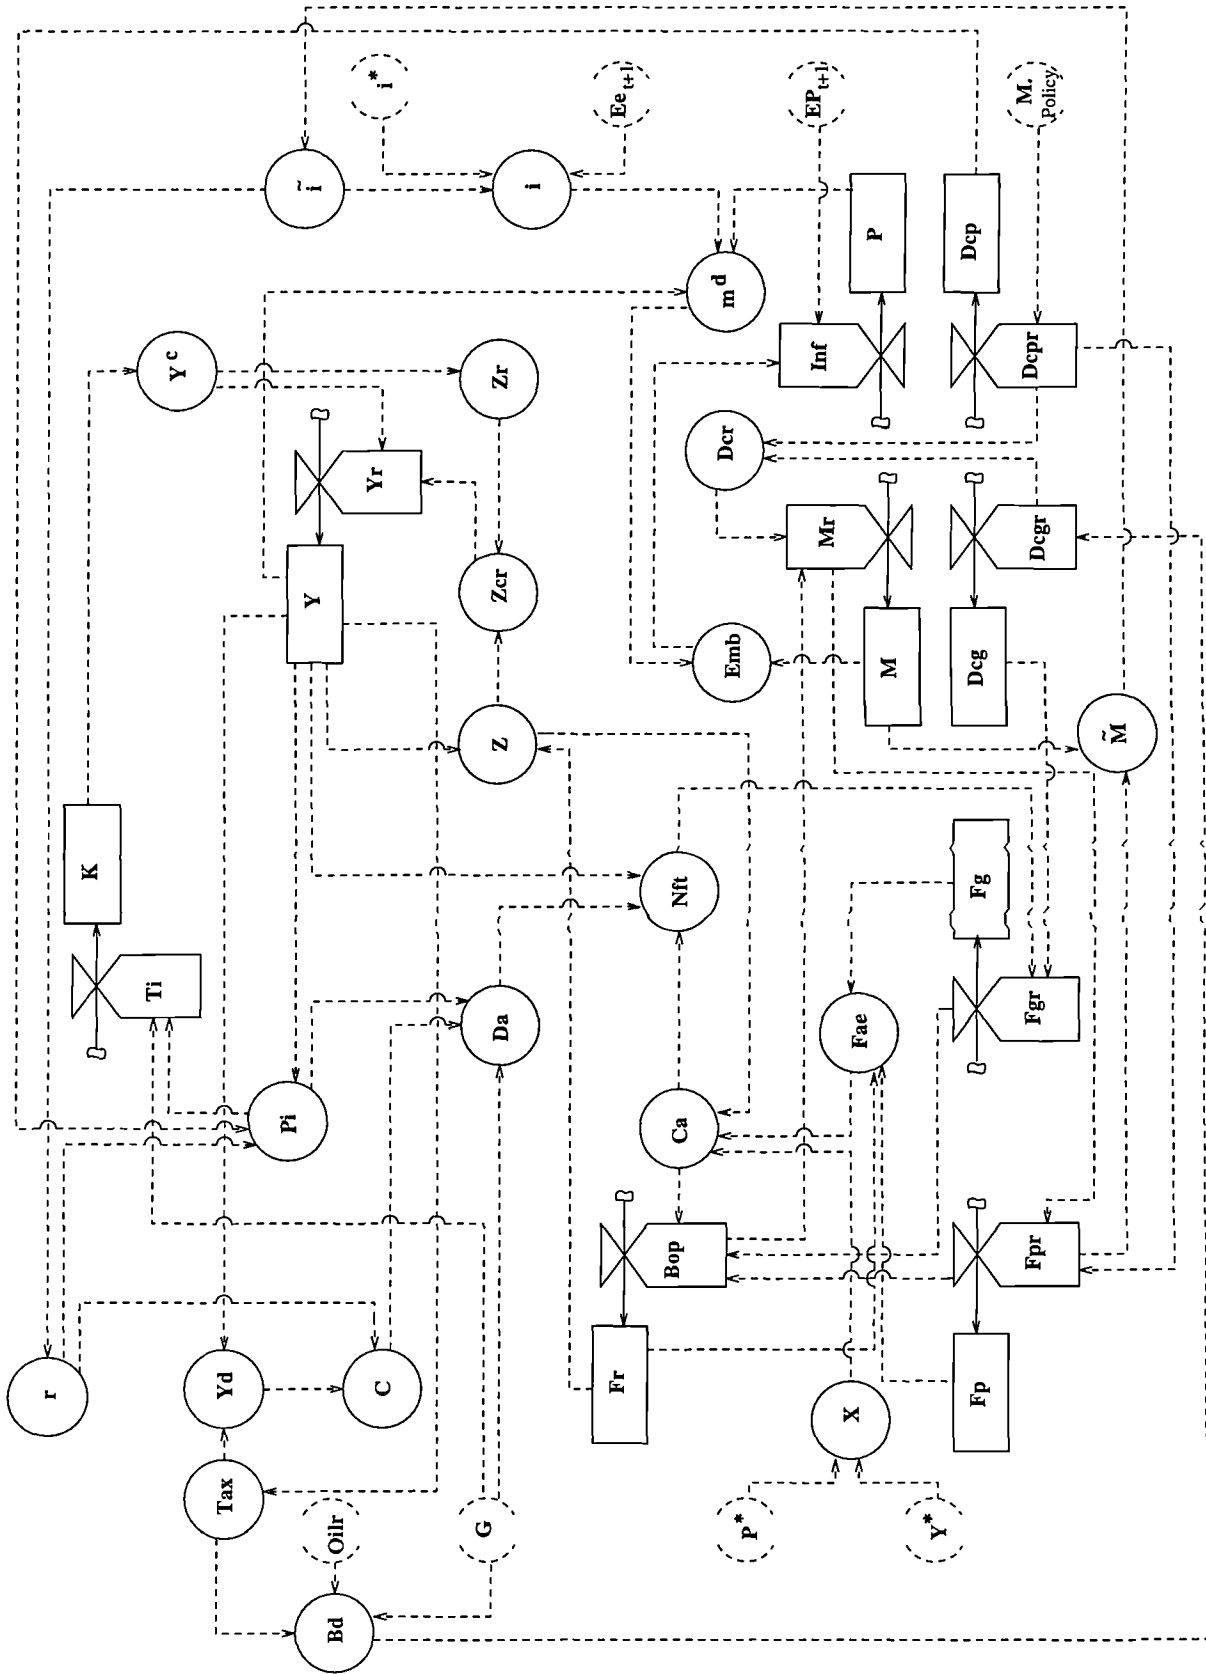 r
K
Ti
Y^c
Tax
Yd
Pi
Y
ĩ
Bd
Oilr
Yr
C
i*
G
Da
Z
Zcr
Zr
i
Fr
Ee t+1
Bop
Ca
Nft
m^d
Emb
Dcr
P*
Inf
EP t+1
Mr
X
Fae
P
M
Y*
Fp
Fg
Dcg
Dcp
Fpr
Fgr
Dcgr
Dcpr
M.
Policy
M̃